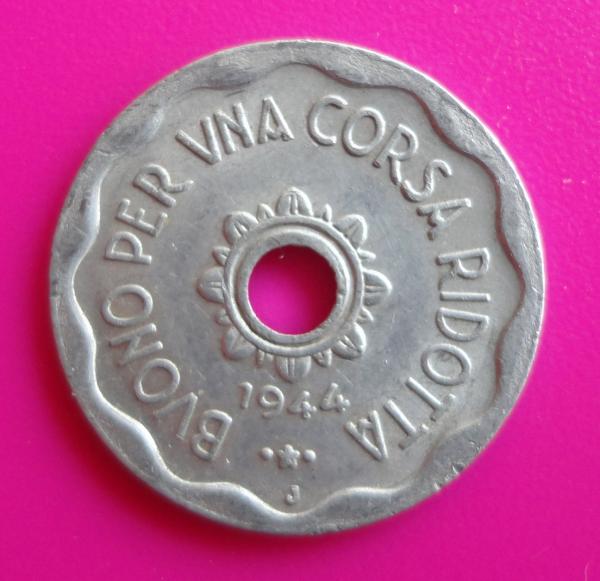 BVONO PER VNA CORSA RIDOTTA
1944
J